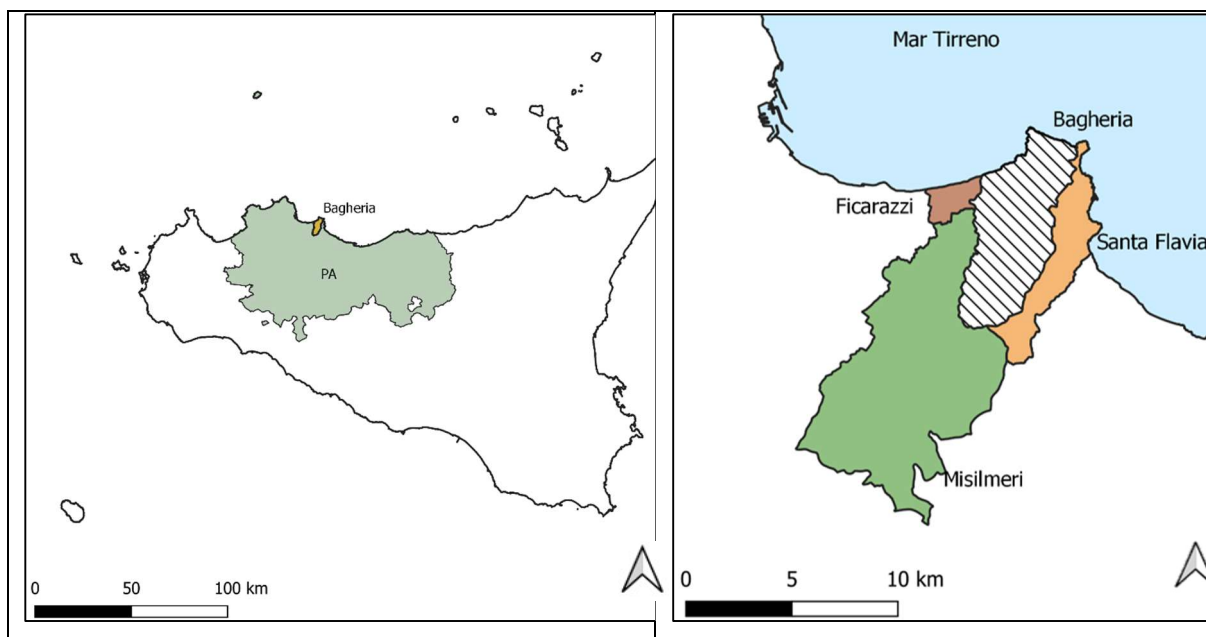 Bagheria
PA
0 50 100 km
Mar Tirreno
Bagheria
Ficarazzi
Santa Flavia
Misilmeri
0 5 10 km